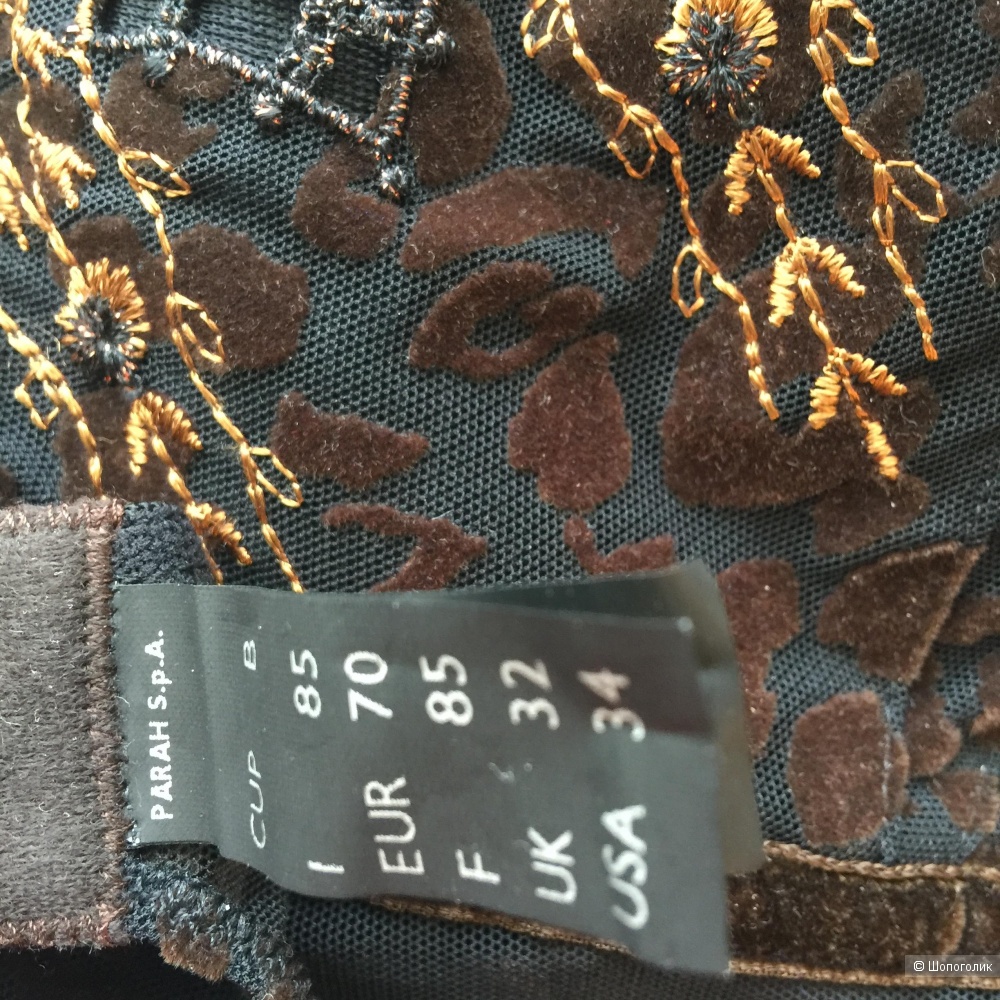 PARAH S.p.A.
CUP B
I 85
EUR 70
F 85
UK 32
USA 34
© Шопоголик